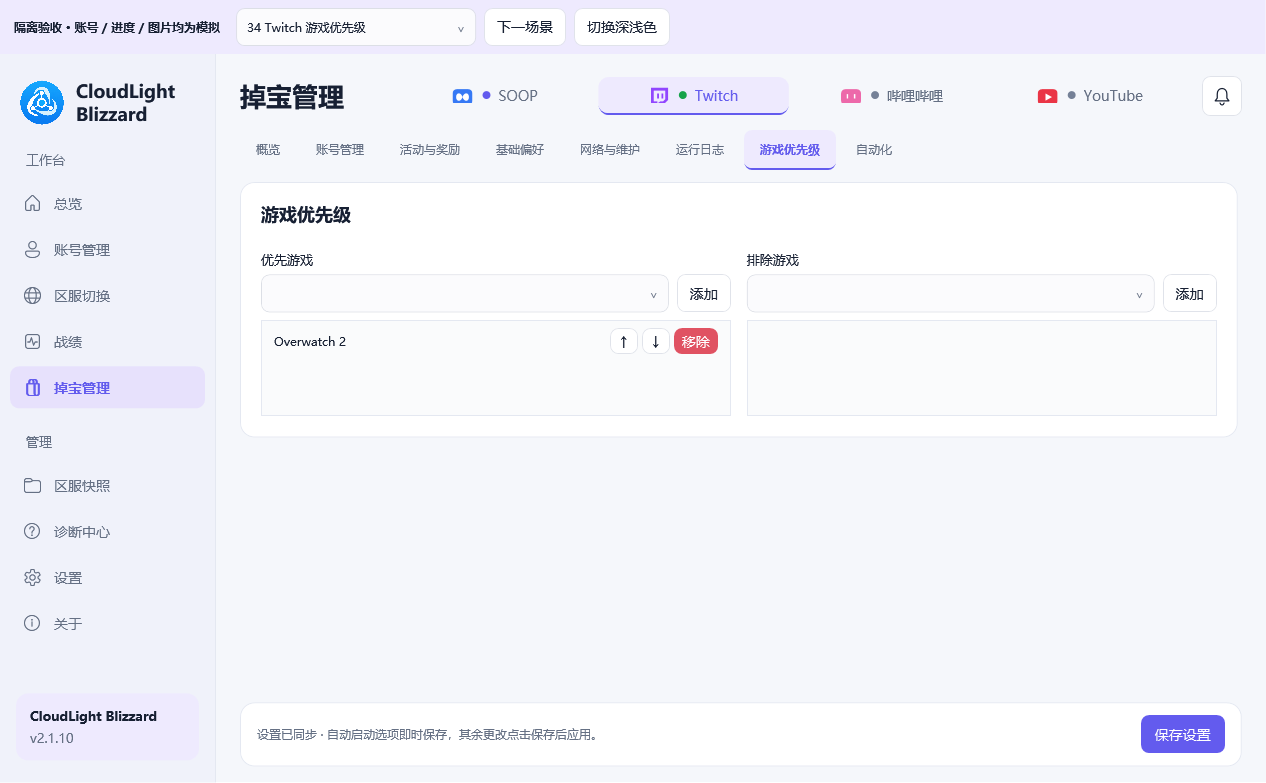 隔离验收 • 账号 / 进度 / 图片均为模拟
34 Twitch 游戏优先级
下一场景
切换深浅色
CloudLight
Blizzard
工作台
总览
账号管理
区服切换
战绩
掉宝管理
管理
区服快照
诊断中心
设置
关于
CloudLight Blizzard
v2.1.10
掉宝管理
SOOP
Twitch
哔哩哔哩
YouTube
概览
账号管理
活动与奖励
基础偏好
网络与维护
运行日志
游戏优先级
自动化
游戏优先级
优先游戏
添加
Overwatch 2
↑
↓
移除
排除游戏
添加
设置已同步 · 自动启动选项即时保存，其余更改点击保存后应用。
保存设置